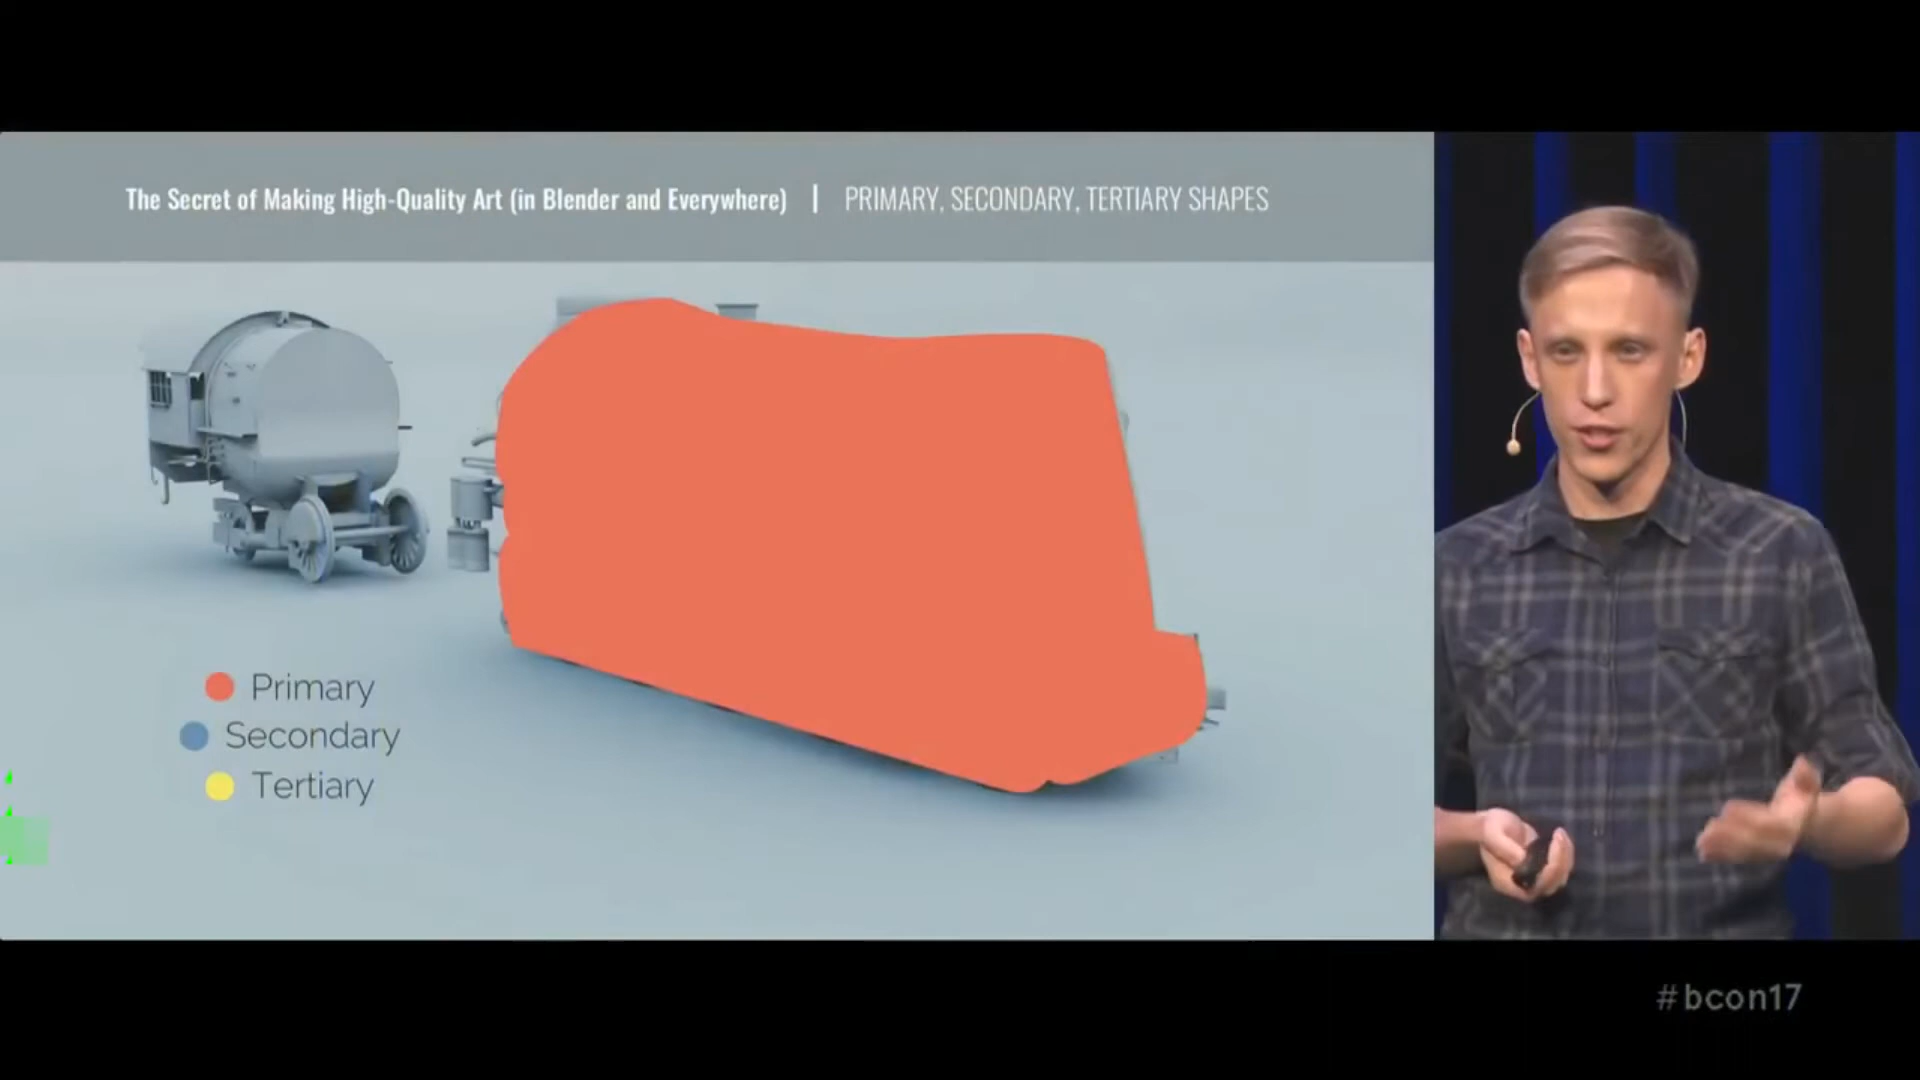 The Secret of Making High-Quality Art (in Blender and Everywhere) | PRIMARY, SECONDARY, TERTIARY SHAPES
Primary
Secondary
Tertiary
#bcon17